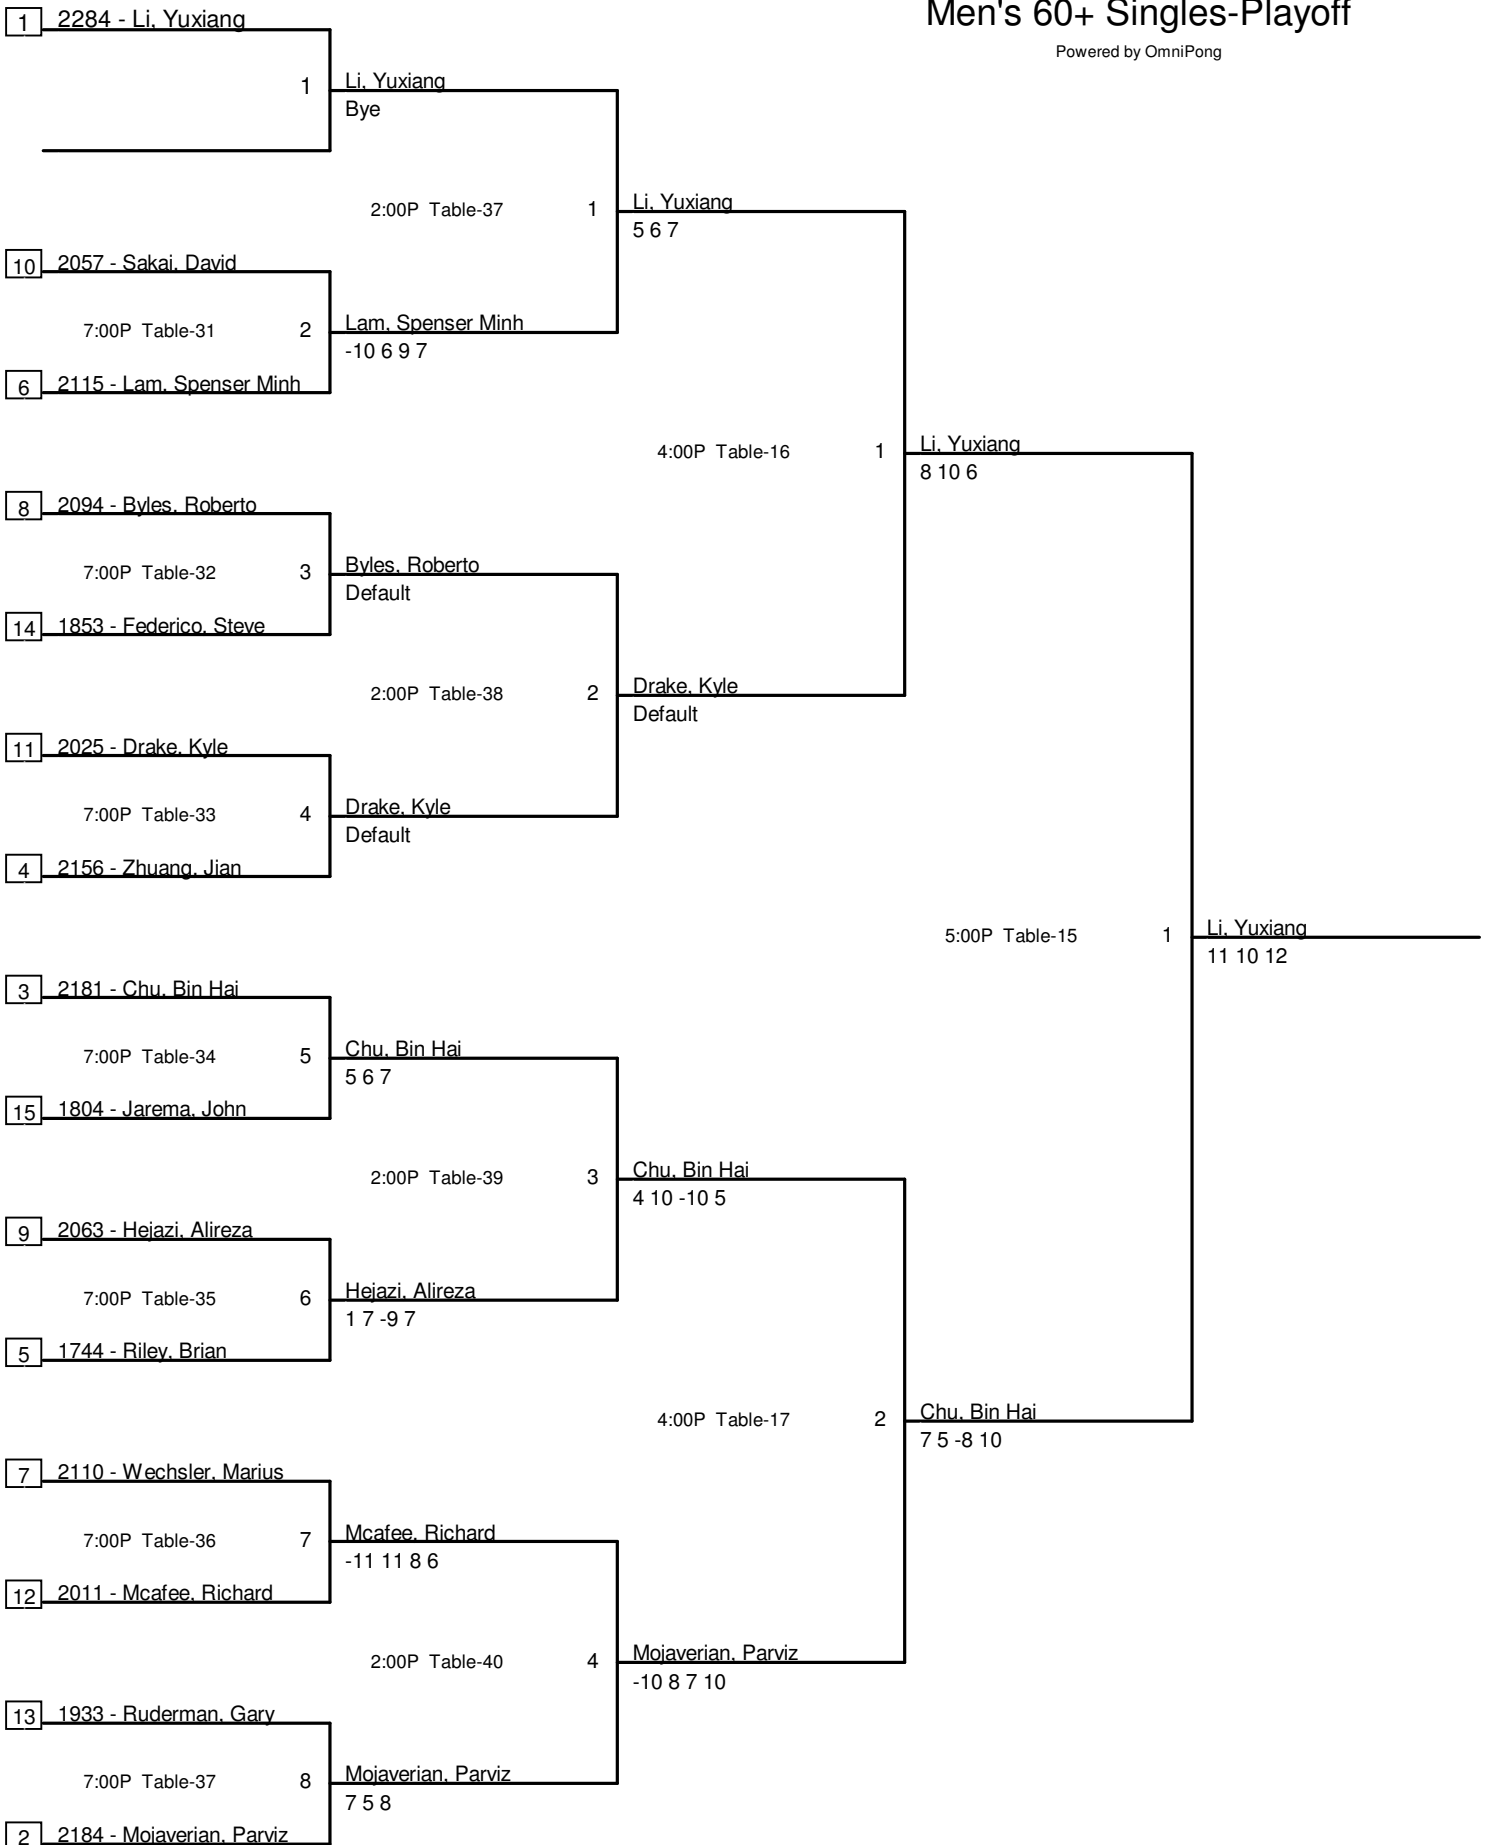 Men's 60+ Singles-Playoff
Powered by OmniPong
1 2284 - Li, Yuxiang
1 Li, Yuxiang
Bye
2:00P Table-37 1 Li, Yuxiang
5 6 7
10 2057 - Sakai, David
7:00P Table-31 2 Lam, Spenser Minh
-10 6 9 7
6 2115 - Lam, Spenser Minh
4:00P Table-16 1 Li, Yuxiang
8 10 6
8 2094 - Byles, Roberto
7:00P Table-32 3 Byles, Roberto
Default
14 1853 - Federico, Steve
2:00P Table-38 2 Drake, Kyle
Default
11 2025 - Drake, Kyle
7:00P Table-33 4 Drake, Kyle
Default
4 2156 - Zhuang, Jian
5:00P Table-15 1 Li, Yuxiang
11 10 12
3 2181 - Chu, Bin Hai
7:00P Table-34 5 Chu, Bin Hai
5 6 7
15 1804 - Jarema, John
2:00P Table-39 3 Chu, Bin Hai
4 10 -10 5
9 2063 - Hejazi, Alireza
7:00P Table-35 6 Hejazi, Alireza
1 7 -9 7
5 1744 - Riley, Brian
4:00P Table-17 2 Chu, Bin Hai
7 5 -8 10
7 2110 - Wechsler, Marius
7:00P Table-36 7 Mcafee, Richard
-11 11 8 6
12 2011 - Mcafee, Richard
2:00P Table-40 4 Mojaverian, Parviz
-10 8 7 10
13 1933 - Ruderman, Gary
7:00P Table-37 8 Mojaverian, Parviz
7 5 8
2 2184 - Mojaverian, Parviz